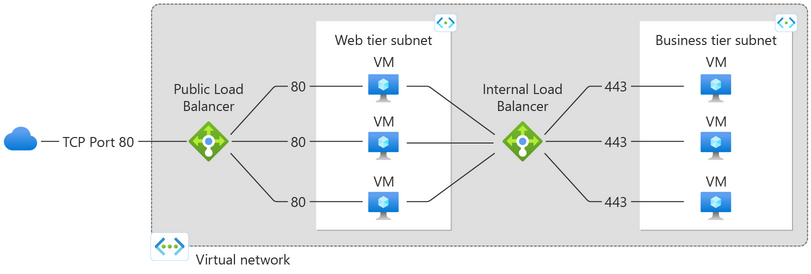 TCP Port 80
Public Load
Balancer
80
80
80
Web tier subnet
VM
VM
VM
Internal Load
Balancer
443
443
443
Business tier subnet
VM
VM
VM
Virtual network